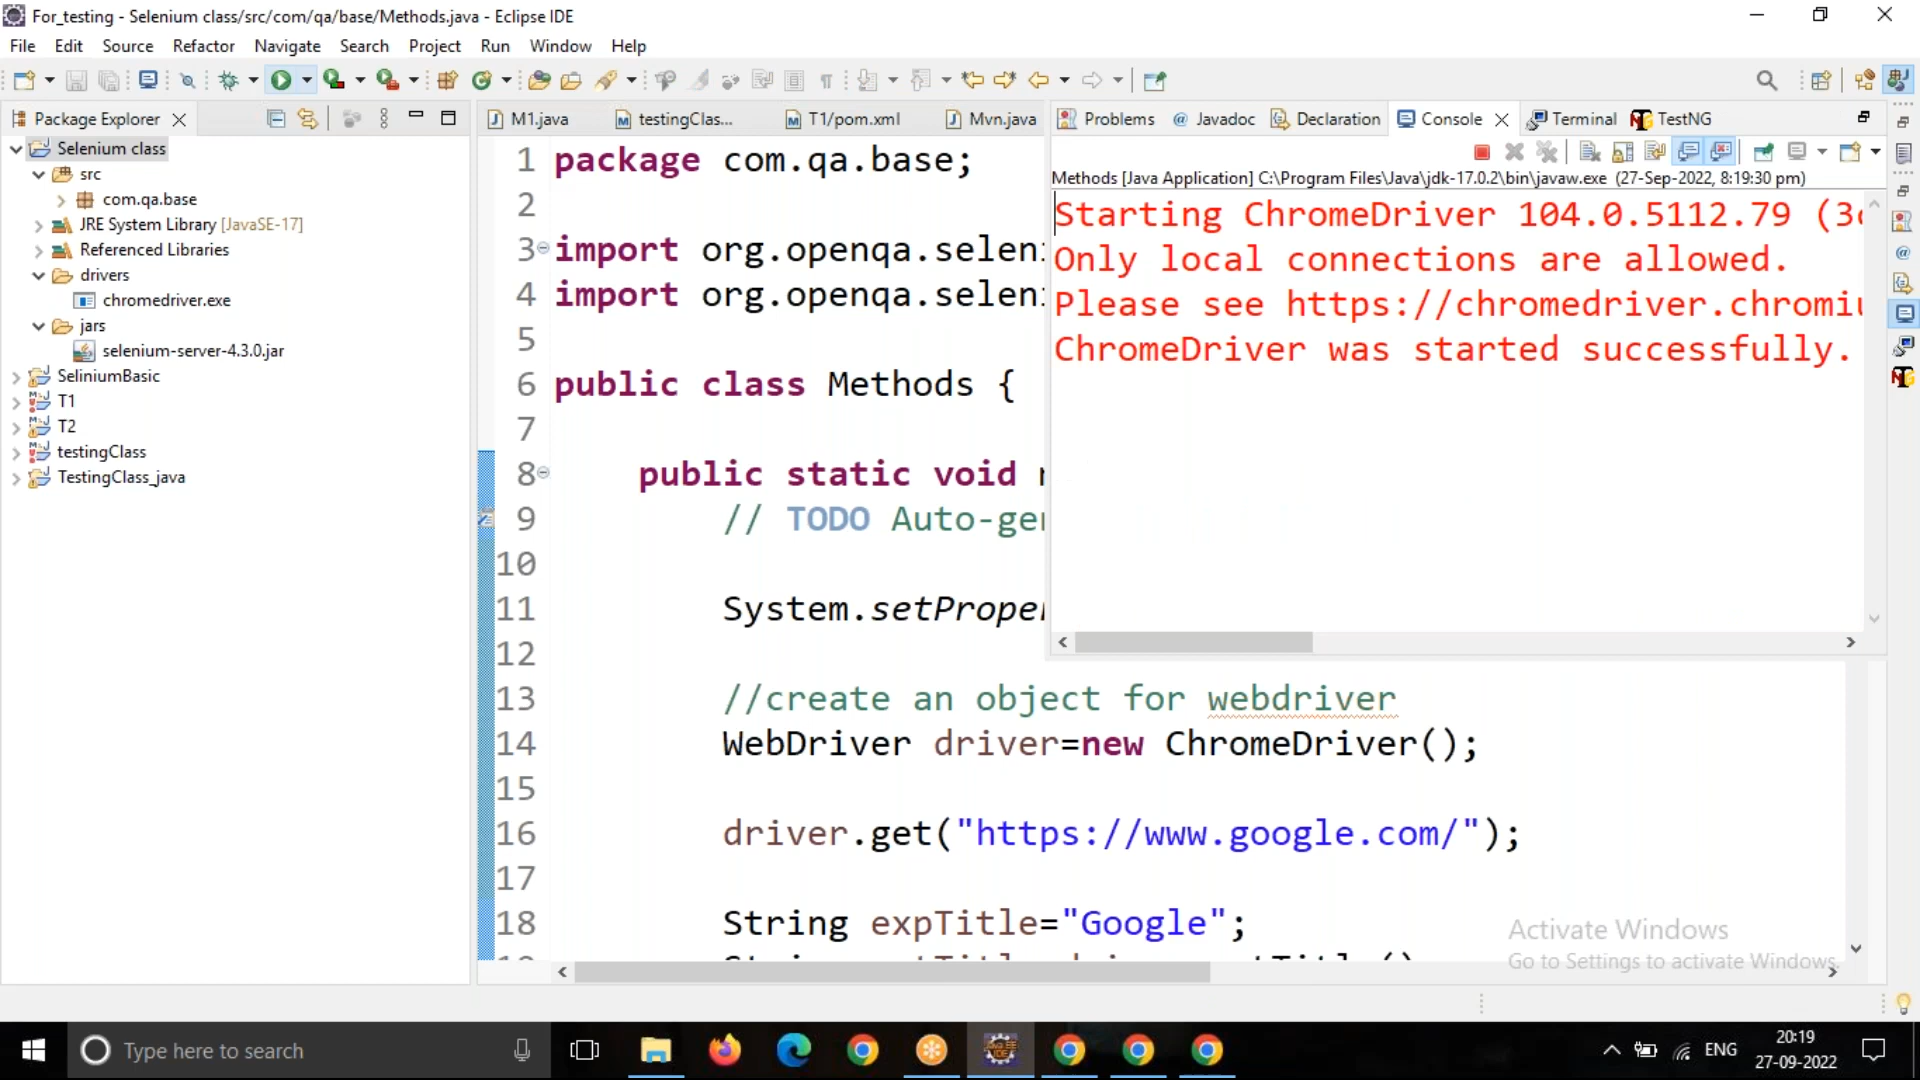 For_testing - Selenium class/src/com/qa/base/Methods.java - Eclipse IDE
File Edit Source Refactor Navigate Search Project Run Window Help
Package Explorer
Selenium class
src
com.qa.base
JRE System Library [JavaSE-17]
Referenced Libraries
drivers
chromedriver.exe
jars
selenium-server-4.3.0.jar
SeliniumBasic
T1
T2
testingClass
TestingClass_java
M1.java testingClas... T1/pom.xml Mvn.java
1 package com.qa.base;
2
3 import org.openqa.seleni
4 import org.openqa.seleni
5
6 public class Methods {
7
8 public static void
9 // TODO Auto-ge
10
11 System.setPrope
12
13 //create an object for webdriver
14 WebDriver driver=new ChromeDriver();
15
16 driver.get("https://www.google.com/");
17
18 String expTitle="Google";
Problems Javadoc Declaration Console Terminal TestNG
Methods [Java Application] C:\Program Files\Java\jdk-17.0.2\bin\javaw.exe (27-Sep-2022, 8:19:30 pm)
Starting ChromeDriver 104.0.5112.79 (3
Only local connections are allowed.
Please see https://chromedriver.chromiu
ChromeDriver was started successfully.
Activate Windows
Go to Settings to activate Windows.
Type here to search
ENG
20:19
27-09-2022